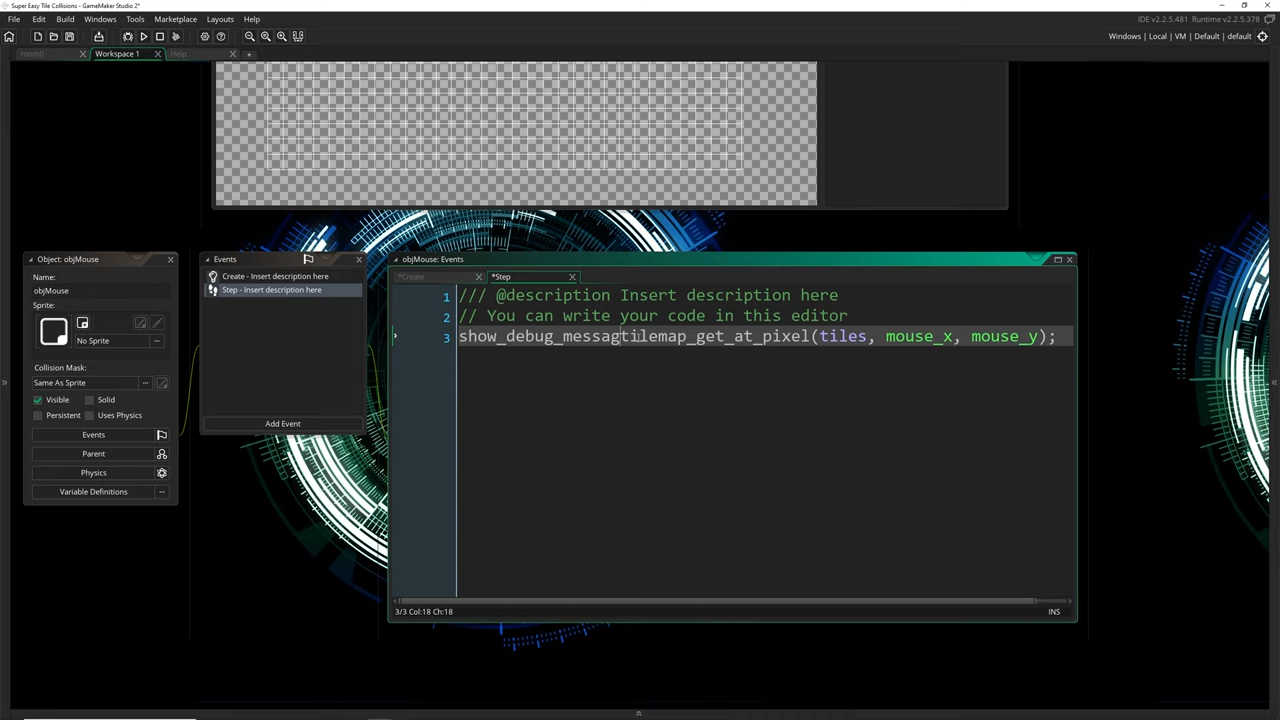 Super Easy Tile Collisions - GameMaker Studio 2*
File Edit Build Windows Tools Marketplace Layouts Help
IDE v2.2.5.481 Runtime v2.2.5.378
Windows | Local | VM | Default | default
room0 Workspace 1 Help
Object: objMouse
Name:
objMouse
Sprite:
No Sprite
Collision Mask:
Same As Sprite
Visible Solid
Persistent Uses Physics
Events
Parent
Physics
Variable Definitions
Events
Create - Insert description here
Step - Insert description here
Add Event
objMouse: Events
*Create *Step
1 /// @description Insert description here
2 // You can write your code in this editor
3 show_debug_messagtilemap_get_at_pixel(tiles, mouse_x, mouse_y);
3/3 Col:18 Ch:18 INS